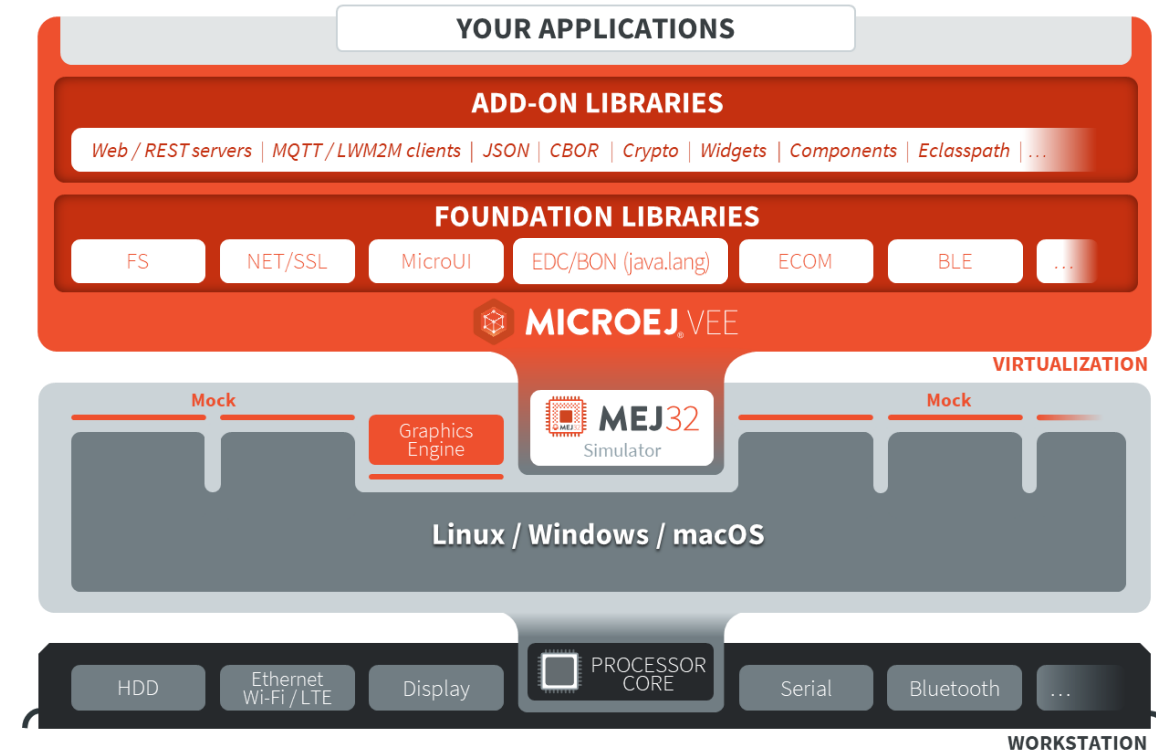 YOUR APPLICATIONS
ADD-ON LIBRARIES
Web / REST servers | MQTT / LWM2M clients | JSON | CBOR | Crypto | Widgets | Components | Eclasspath | ...
FOUNDATION LIBRARIES
FS
NET/SSL
MicroUI
EDC/BON (java.lang)
ECOM
BLE
...
MICROEJ® VEE
VIRTUALIZATION
Mock
Graphics
Engine
MEJ
MEJ32
Simulator
Mock
Linux / Windows / macOS
HDD
Ethernet
Wi-Fi / LTE
Display
PROCESSOR
CORE
Serial
Bluetooth
...
WORKSTATION